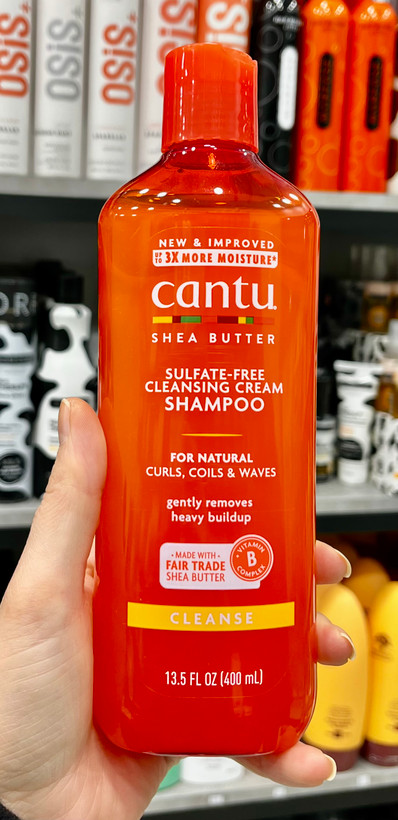 OSiS
OSiS
OSiS
NEW & IMPROVED
UP TO 3X MORE MOISTURE*
cantu
SHEA BUTTER
SULFATE-FREE
CLEANSING CREAM
SHAMPOO
FOR NATURAL
CURLS, COILS & WAVES
gently removes
heavy buildup
• MADE WITH •
FAIR TRADE
SHEA BUTTER
VITAMIN
B
COMPLEX
CLEANSE
13.5 FL OZ (400 mL)